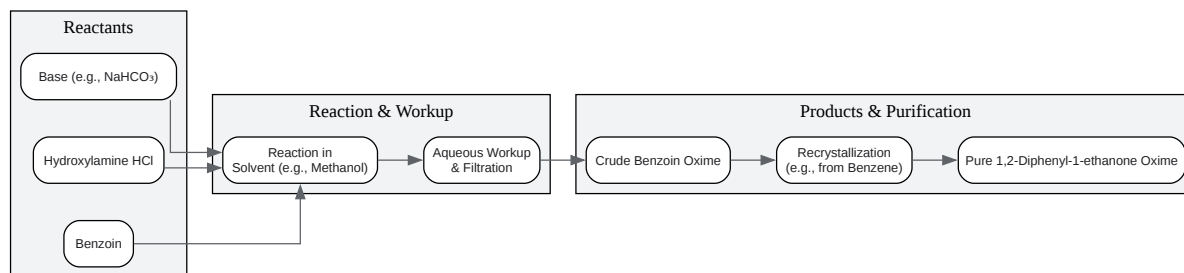 Reactants
Base (e.g., NaHCO₃)
Hydroxylamine HCl
Benzoin
Reaction & Workup
Reaction in
Solvent (e.g., Methanol)
Aqueous Workup
& Filtration
Products & Purification
Crude Benzoin Oxime
Recrystallization
(e.g., from Benzene)
Pure 1,2-Diphenyl-1-ethanone Oxime